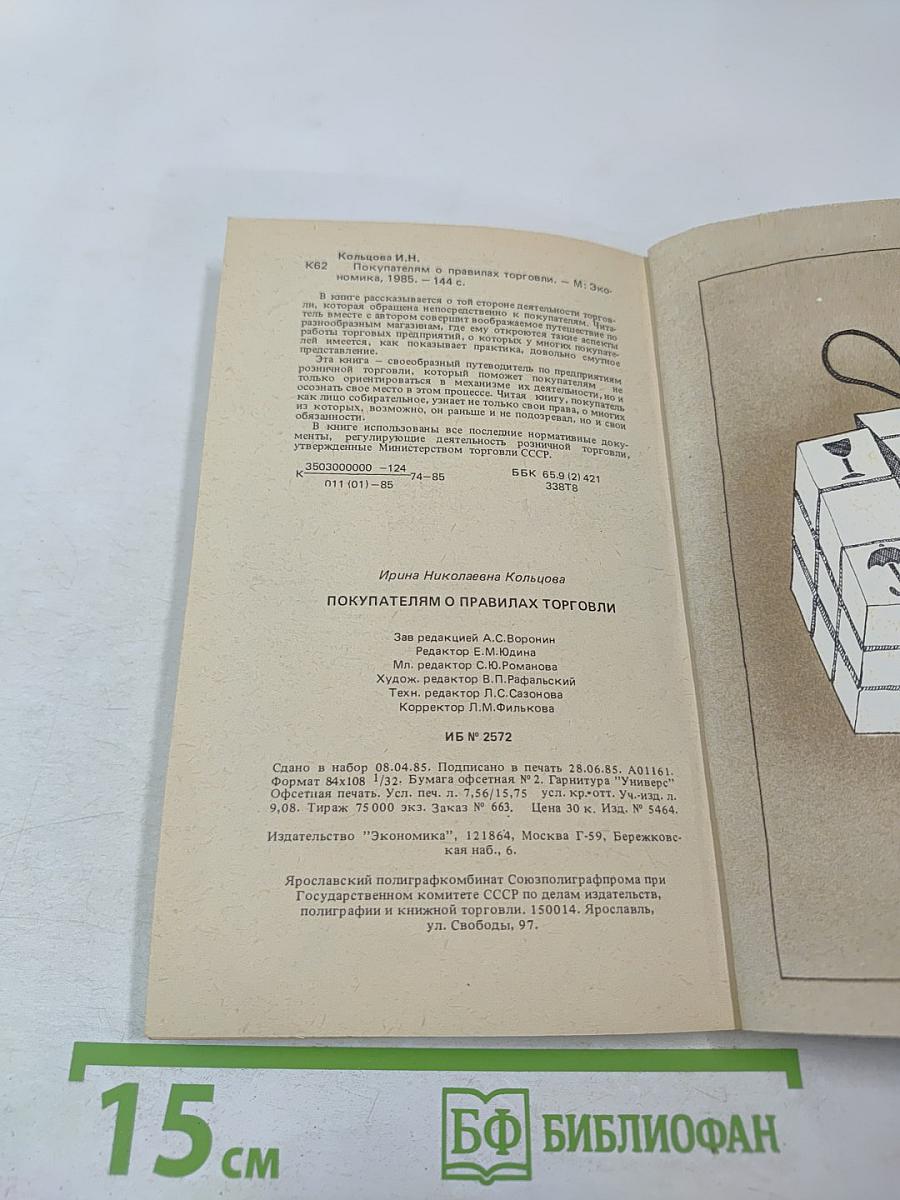 Кольцова И.Н.
К62 Покупателям о правилах торговли. — М: Эко-
номика, 1985. — 144 с.
В книге рассказывается о той стороне деятельности торгов-
ли, которая обращена непосредственно к покупателям. Чита-
тель вместе с автором совершит воображаемое путешествие по
разнообразным магазинам, где ему откроются такие аспекты
работы торговых предприятий, о которых у многих покупате-
лей имеется, как показывает практика, довольно смутное
представление.
Эта книга — своеобразный путеводитель по предприятиям
розничной торговли, который поможет покупателям не
только ориентироваться в механизме их деятельности, но и
осознать свое место в этом процессе. Читая книгу, покупатель
как лицо собирательное, узнает не только свои права, о многих
из которых, возможно, он раньше и не подозревал, но и свои
обязанности.
В книге использованы все последние нормативные доку-
менты, регулирующие деятельность розничной торговли,
утвержденные Министерством торговли СССР.
К 3503000000 —124 74—85 ББК 65.9(2)421
011(01)—85 338Т8
Ирина Николаевна Кольцова
ПОКУПАТЕЛЯМ О ПРАВИЛАХ ТОРГОВЛИ
Зав редакцией А.С.Воронин
Редактор Е.М.Юдина
Мл. редактор С.Ю.Романова
Худож. редактор В.П.Рафальский
Техн. редактор Л.С.Сазонова
Корректор Л.М.Филькова
ИБ № 2572
Сдано в набор 08.04.85. Подписано в печать 28.06.85. А01161.
Формат 84х108 1/32. Бумага офсетная №2. Гарнитура "Универс"
Офсетная печать. Усл. печ. л. 7,56/15,75 усл. кр.-отт. Уч.-изд. л.
9,08. Тираж 75000 экз. Заказ № 663. Цена 30 к. Изд. № 5464.
Издательство "Экономика", 121864, Москва Г-59, Бережков-
кая наб., 6.
Ярославский полиграфкомбинат Союзполиграфпрома при
Государственном комитете СССР по делам издательств,
полиграфии и книжной торговли. 150014. Ярославль,
ул. Свободы, 97.
15 см
БФ БИБЛИОФАН